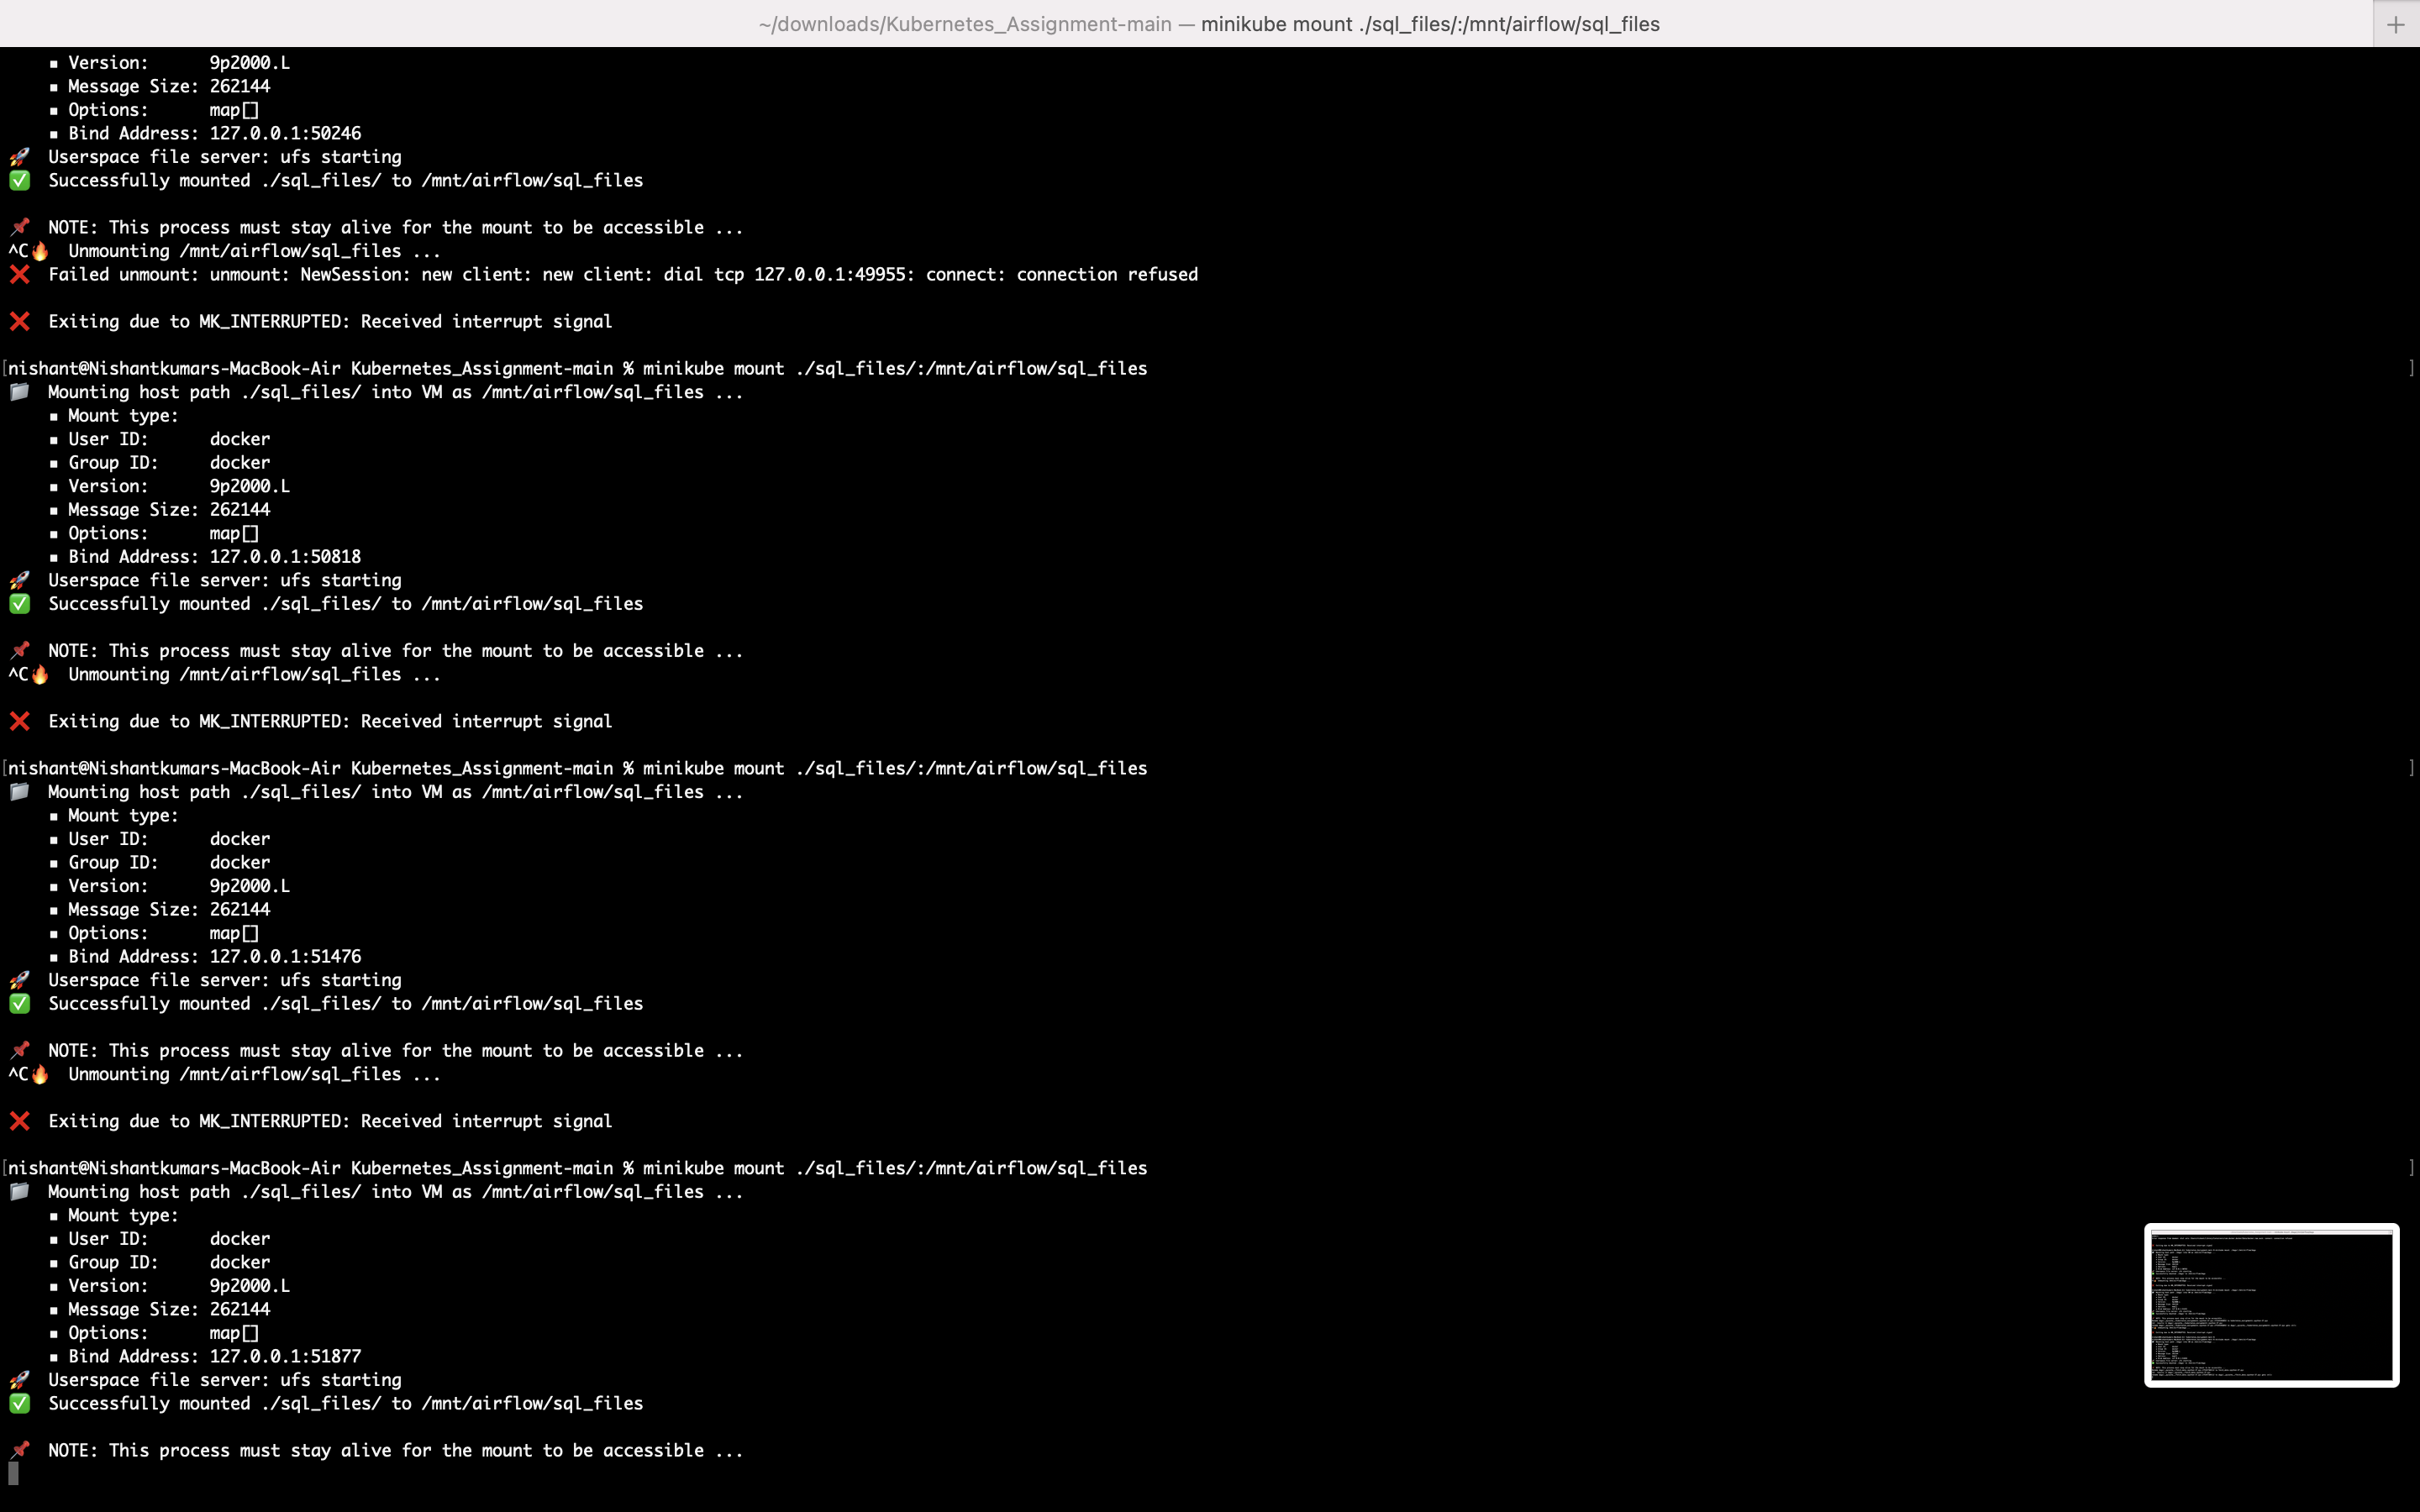 ~/downloads/Kubernetes_Assignment-main — minikube mount ./sql_files/:/mnt/airflow/sql_files
▪ Version:      9p2000.L
▪ Message Size: 262144
▪ Options:      map[]
▪ Bind Address: 127.0.0.1:50246
🚀  Userspace file server: ufs starting
✅  Successfully mounted ./sql_files/ to /mnt/airflow/sql_files
📌  NOTE: This process must stay alive for the mount to be accessible ...
^C🔥  Unmounting /mnt/airflow/sql_files ...
❌  Failed unmount: unmount: NewSession: new client: new client: dial tcp 127.0.0.1:49955: connect: connection refused
❌  Exiting due to MK_INTERRUPTED: Received interrupt signal
[nishant@Nishantkumars-MacBook-Air Kubernetes_Assignment-main % minikube mount ./sql_files/:/mnt/airflow/sql_files ]
📁  Mounting host path ./sql_files/ into VM as /mnt/airflow/sql_files ...
▪ Mount type:
▪ User ID:      docker
▪ Group ID:     docker
▪ Version:      9p2000.L
▪ Message Size: 262144
▪ Options:      map[]
▪ Bind Address: 127.0.0.1:50818
🚀  Userspace file server: ufs starting
✅  Successfully mounted ./sql_files/ to /mnt/airflow/sql_files
📌  NOTE: This process must stay alive for the mount to be accessible ...
^C🔥  Unmounting /mnt/airflow/sql_files ...
❌  Exiting due to MK_INTERRUPTED: Received interrupt signal
[nishant@Nishantkumars-MacBook-Air Kubernetes_Assignment-main % minikube mount ./sql_files/:/mnt/airflow/sql_files ]
📁  Mounting host path ./sql_files/ into VM as /mnt/airflow/sql_files ...
▪ Mount type:
▪ User ID:      docker
▪ Group ID:     docker
▪ Version:      9p2000.L
▪ Message Size: 262144
▪ Options:      map[]
▪ Bind Address: 127.0.0.1:51476
🚀  Userspace file server: ufs starting
✅  Successfully mounted ./sql_files/ to /mnt/airflow/sql_files
📌  NOTE: This process must stay alive for the mount to be accessible ...
^C🔥  Unmounting /mnt/airflow/sql_files ...
❌  Exiting due to MK_INTERRUPTED: Received interrupt signal
[nishant@Nishantkumars-MacBook-Air Kubernetes_Assignment-main % minikube mount ./sql_files/:/mnt/airflow/sql_files ]
📁  Mounting host path ./sql_files/ into VM as /mnt/airflow/sql_files ...
▪ Mount type:
▪ User ID:      docker
▪ Group ID:     docker
▪ Version:      9p2000.L
▪ Message Size: 262144
▪ Options:      map[]
▪ Bind Address: 127.0.0.1:51877
🚀  Userspace file server: ufs starting
✅  Successfully mounted ./sql_files/ to /mnt/airflow/sql_files
📌  NOTE: This process must stay alive for the mount to be accessible ...